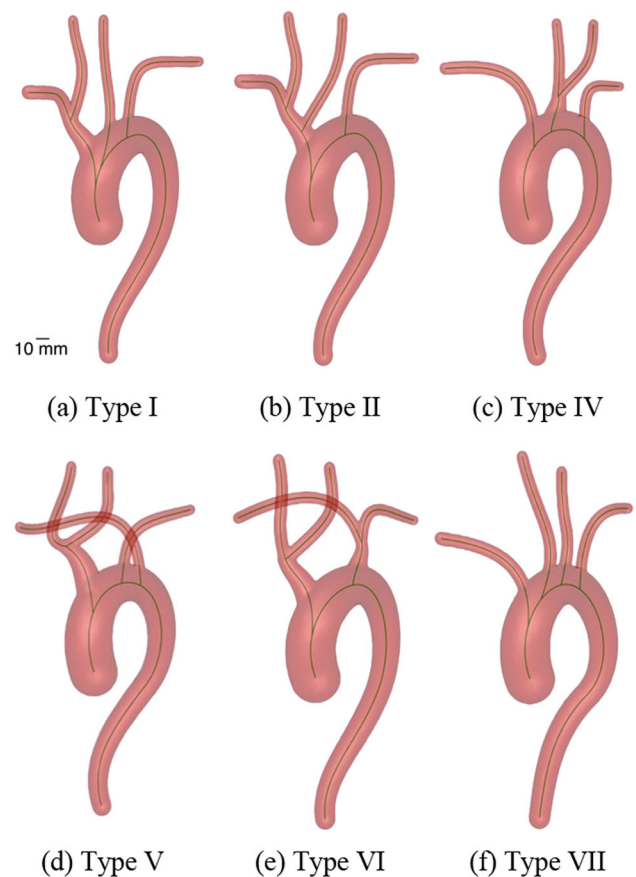 10 mm
(a) Type I
(b) Type II
(c) Type IV
(d) Type V
(e) Type VI
(f) Type VII